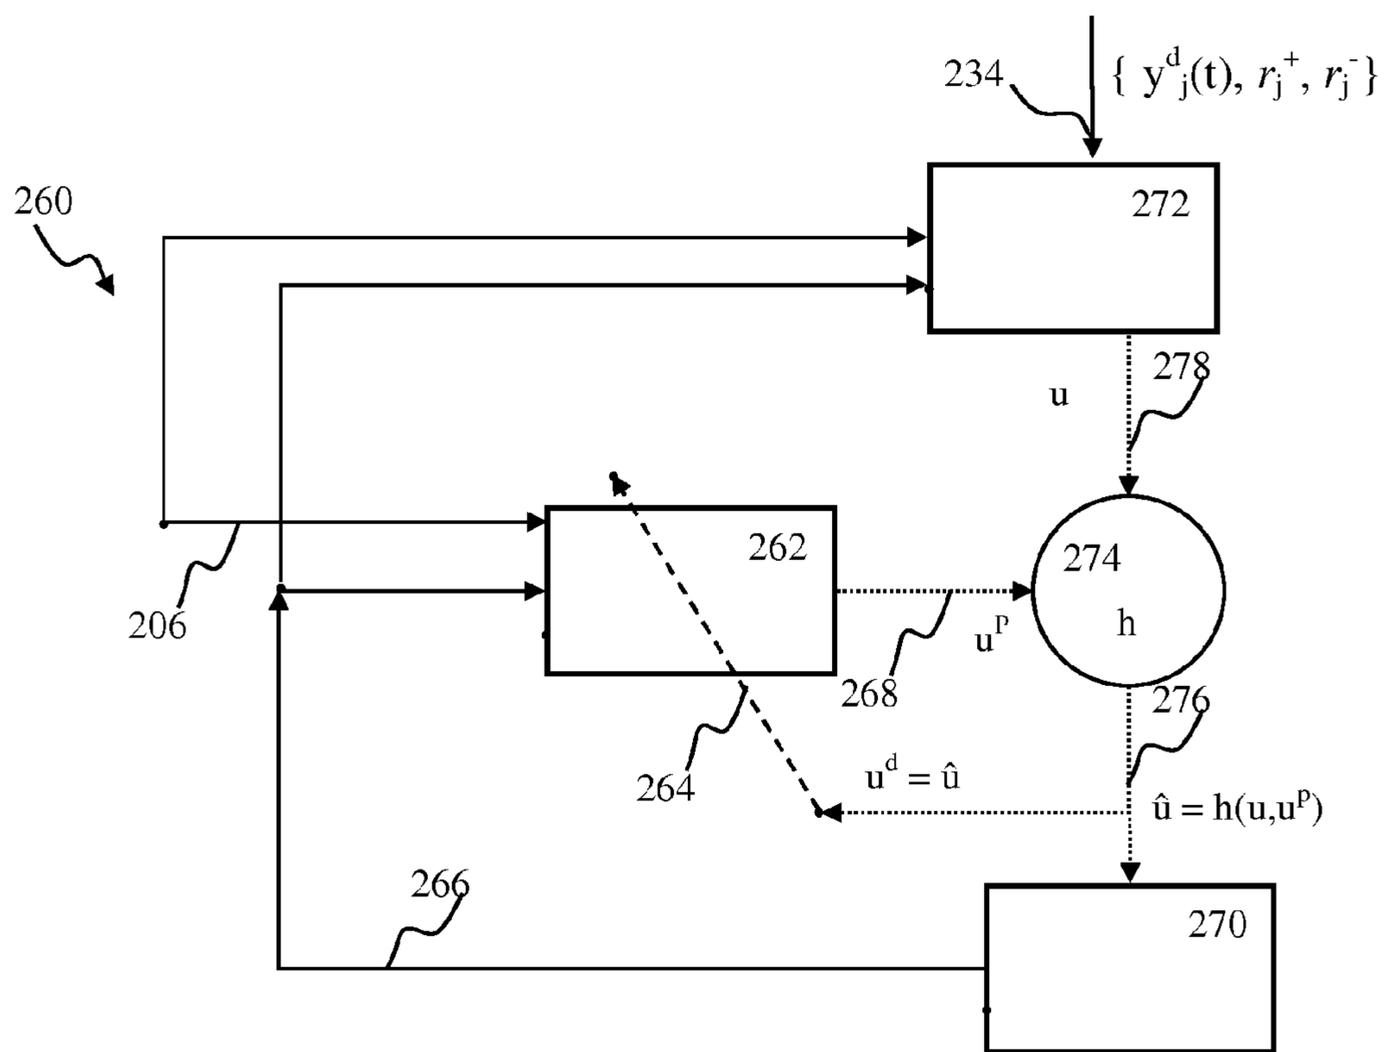 234
{ y^d_j(t), r_j^+, r_j^- }
260
272
278
u
262
274
h
206
u^P
268
276
264
u^d = û
û = h(u,u^p)
266
270